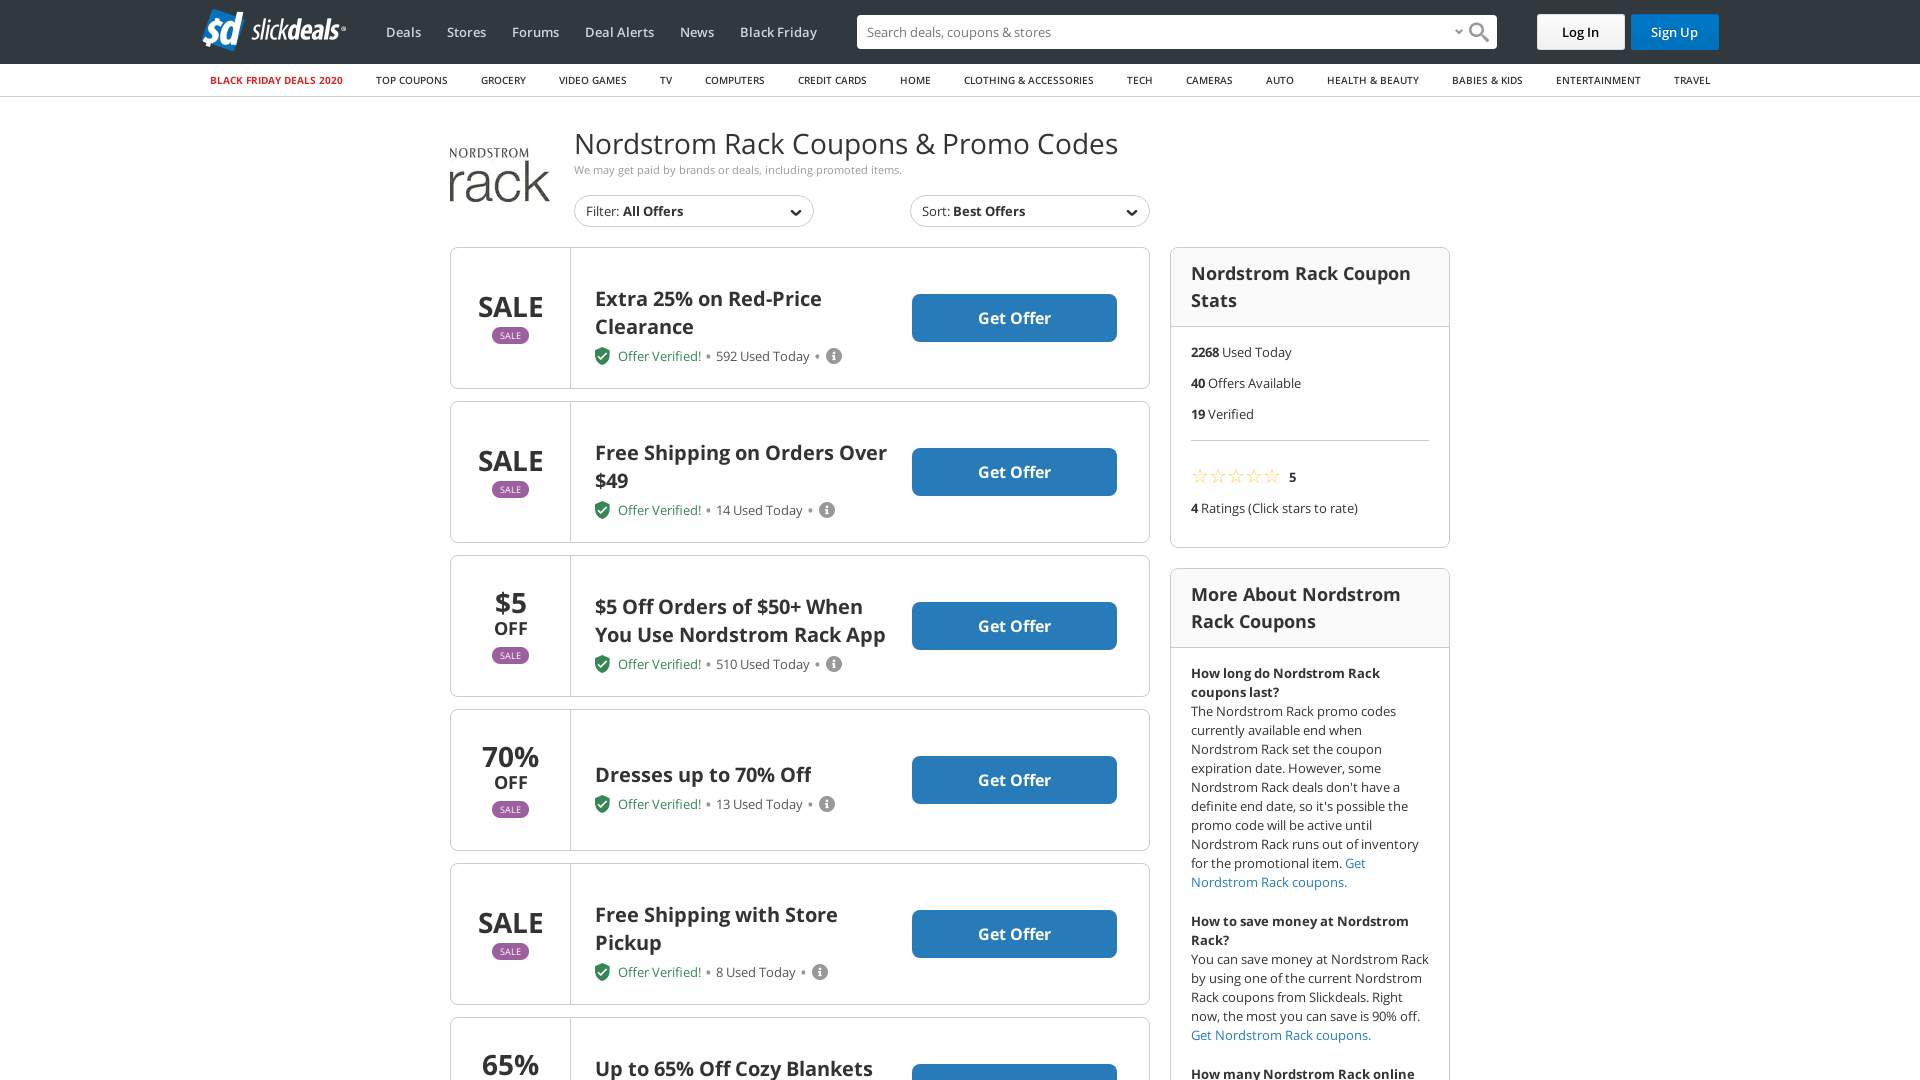 sd slickdeals®
Deals
Stores
Forums
Deal Alerts
News
Black Friday
Search deals, coupons & stores
Log In
Sign Up
BLACK FRIDAY DEALS 2020
TOP COUPONS
GROCERY
VIDEO GAMES
TV
COMPUTERS
CREDIT CARDS
HOME
CLOTHING & ACCESSORIES
TECH
CAMERAS
AUTO
HEALTH & BEAUTY
BABIES & KIDS
ENTERTAINMENT
TRAVEL
NORDSTROM
rack
Nordstrom Rack Coupons & Promo Codes
We may get paid by brands or deals, including promoted items.
Filter: All Offers
Sort: Best Offers
SALE
SALE
Extra 25% on Red-Price
Clearance
Offer Verified! • 592 Used Today •
Get Offer
SALE
SALE
Free Shipping on Orders Over
$49
Offer Verified! • 14 Used Today •
Get Offer
$5
OFF
SALE
$5 Off Orders of $50+ When
You Use Nordstrom Rack App
Offer Verified! • 510 Used Today •
Get Offer
70%
OFF
SALE
Dresses up to 70% Off
Offer Verified! • 13 Used Today •
Get Offer
SALE
SALE
Free Shipping with Store
Pickup
Offer Verified! • 8 Used Today •
Get Offer
65%
Up to 65% Off Cozy Blankets
Nordstrom Rack Coupon
Stats
2268 Used Today
40 Offers Available
19 Verified
☆☆☆☆☆ 5
4 Ratings (Click stars to rate)
More About Nordstrom
Rack Coupons
How long do Nordstrom Rack
coupons last?
The Nordstrom Rack promo codes
currently available end when
Nordstrom Rack set the coupon
expiration date. However, some
Nordstrom Rack deals don't have a
definite end date, so it's possible the
promo code will be active until
Nordstrom Rack runs out of inventory
for the promotional item. Get
Nordstrom Rack coupons.
How to save money at Nordstrom
Rack?
You can save money at Nordstrom Rack
by using one of the current Nordstrom
Rack coupons from Slickdeals. Right
now, the most you can save is 90% off.
Get Nordstrom Rack coupons.
How many Nordstrom Rack online